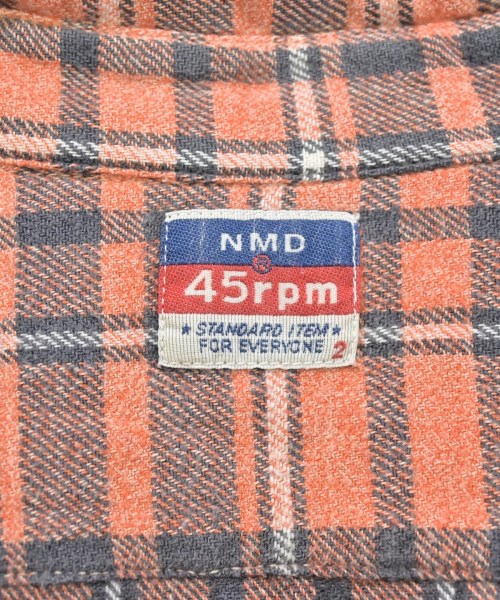 NMD
®
45rpm
★ STANDARD ITEM ★
FOR EVERYONE 2